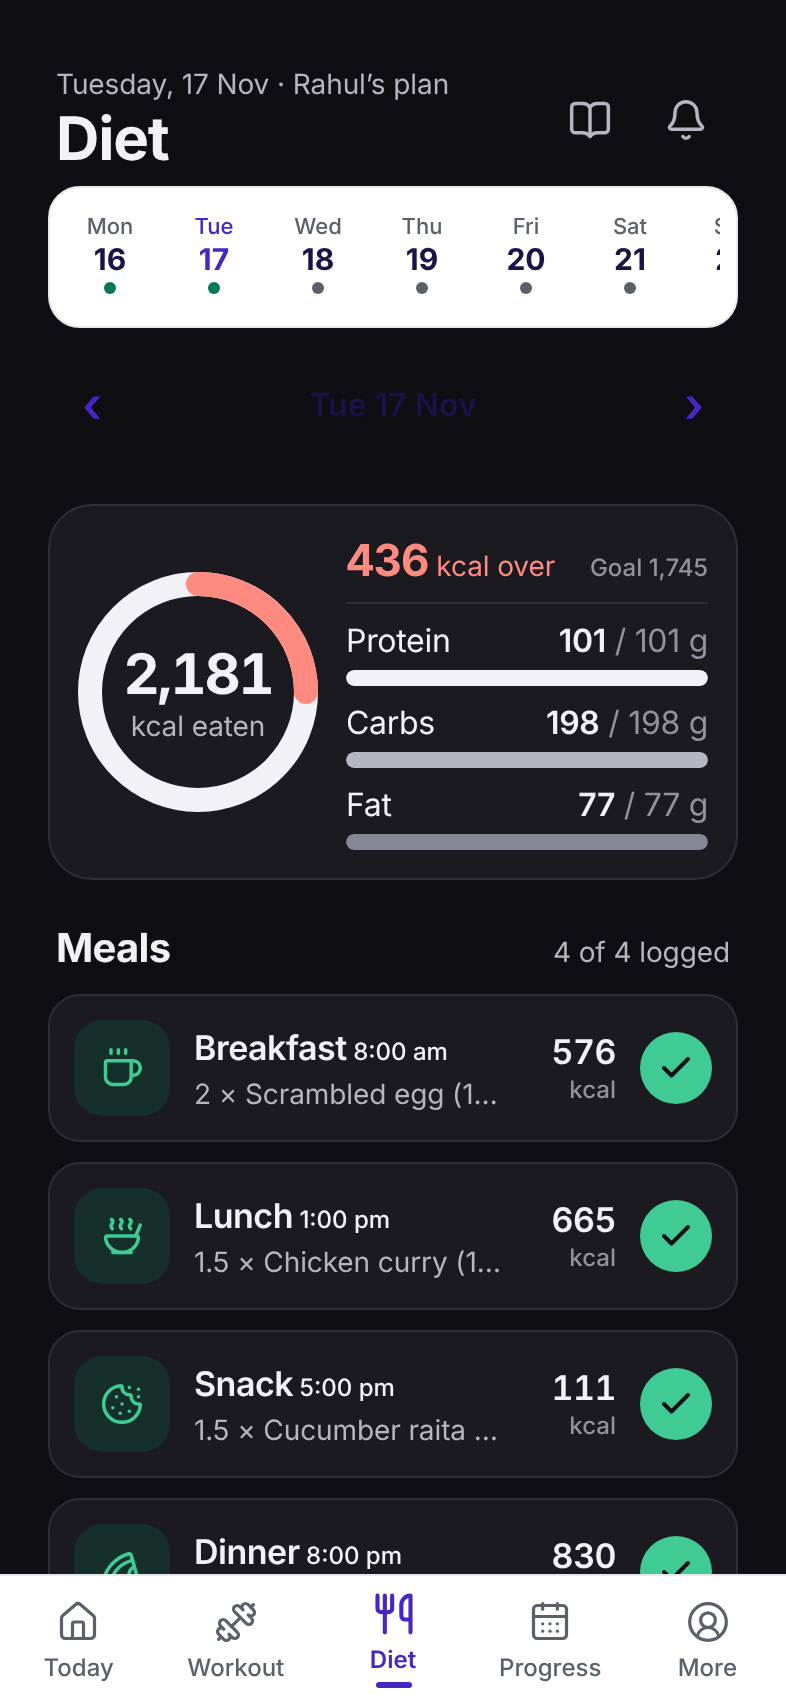 Tuesday, 17 Nov · Rahul’s plan
Diet
Mon Tue Wed Thu Fri Sat
16 17 18 19 20 21
‹ Tue 17 Nov ›
436 kcal over Goal 1,745
2,181
kcal eaten
Protein 101 / 101 g
Carbs 198 / 198 g
Fat 77 / 77 g
Meals 4 of 4 logged
Breakfast 8:00 am 576
2 × Scrambled egg (1... kcal
Lunch 1:00 pm 665
1.5 × Chicken curry (1... kcal
Snack 5:00 pm 111
1.5 × Cucumber raita ... kcal
Dinner 8:00 pm 830
Today Workout Diet Progress More